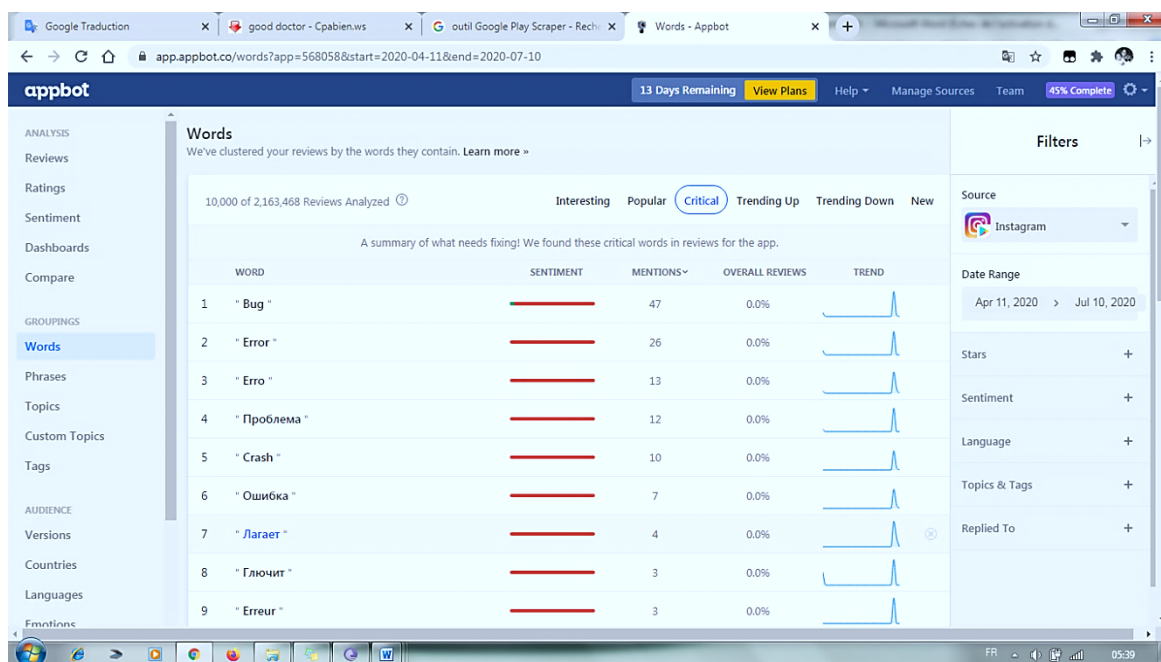 Google Traduction
good doctor - Cpabien.ws
outil Google Play Scraper - Reche
Words - Appbot
app.appbot.co/words?app=568058&start=2020-04-11&end=2020-07-10
appbot
13 Days Remaining View Plans Help Manage Sources Team 45% Complete
ANALYSIS
Reviews
Ratings
Sentiment
Dashboards
Compare
GROUPINGS
Words
Phrases
Topics
Custom Topics
Tags
AUDIENCE
Versions
Countries
Languages
Emotions
Words
We've clustered your reviews by the words they contain. Learn more »
10,000 of 2,163,468 Reviews Analyzed
Interesting Popular Critical Trending Up Trending Down New
A summary of what needs fixing! We found these critical words in reviews for the app.
WORD SENTIMENT MENTIONS OVERALL REVIEWS TREND
1 " Bug " 47 0.0%
2 " Error " 26 0.0%
3 " Erro " 13 0.0%
4 " Проблема " 12 0.0%
5 " Crash " 10 0.0%
6 " Ошибка " 7 0.0%
7 " Лагает " 4 0.0%
8 " Глючит " 3 0.0%
9 " Erreur " 3 0.0%
Filters
Source
Instagram
Date Range
Apr 11, 2020 > Jul 10, 2020
Stars +
Sentiment +
Language +
Topics & Tags +
Replied To +
FR 05:39